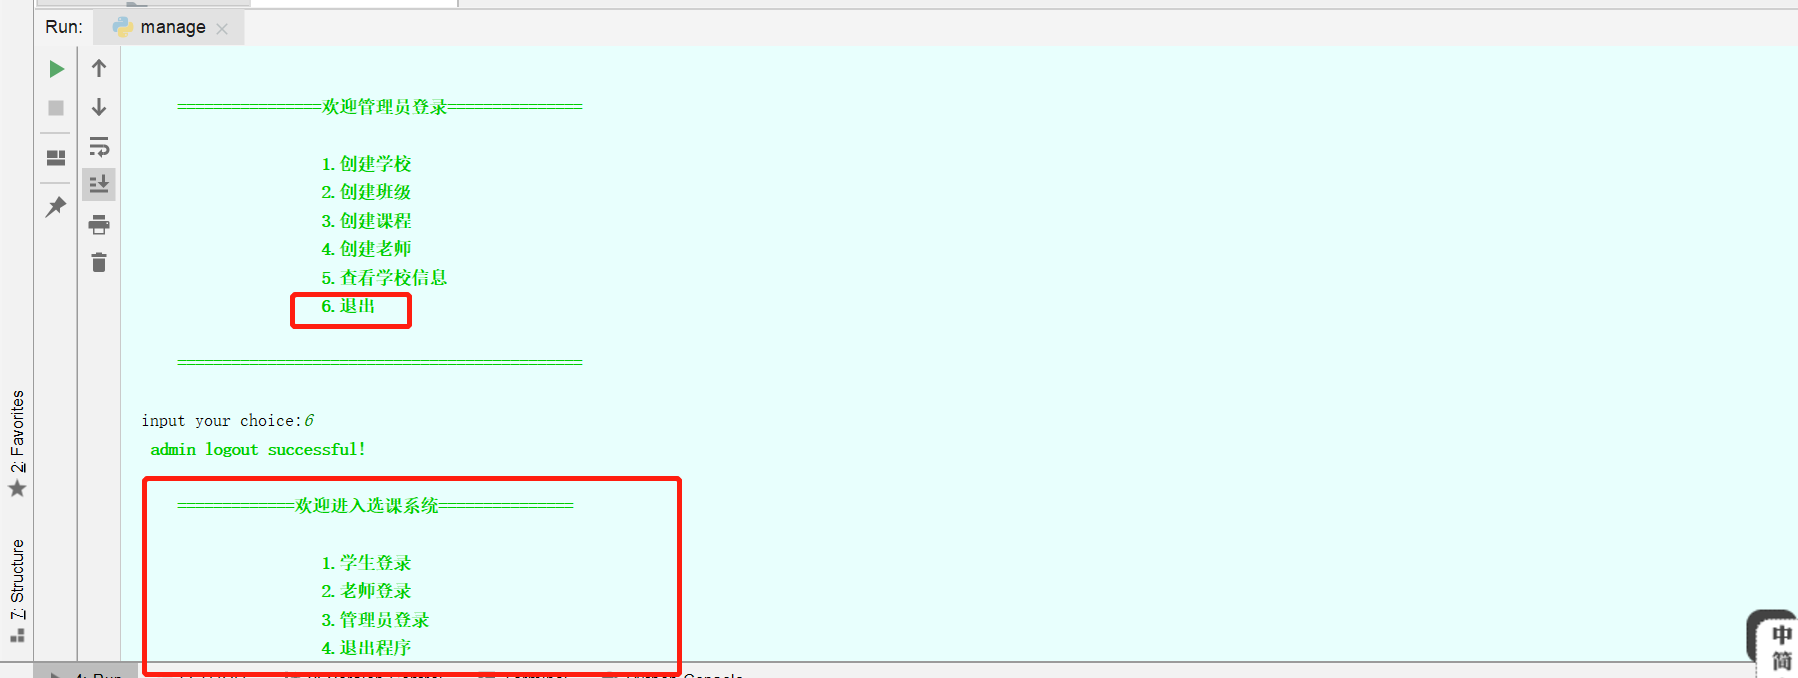 Run: manage
================欢迎管理员登录===============
1.创建学校
2.创建班级
3.创建课程
4.创建老师
5.查看学校信息
6.退出
=============================================
input your choice:6
admin logout successful!
=============欢迎进入选课系统===============
1.学生登录
2.老师登录
3.管理员登录
4.退出程序
2: Favorites
7: Structure
中
简